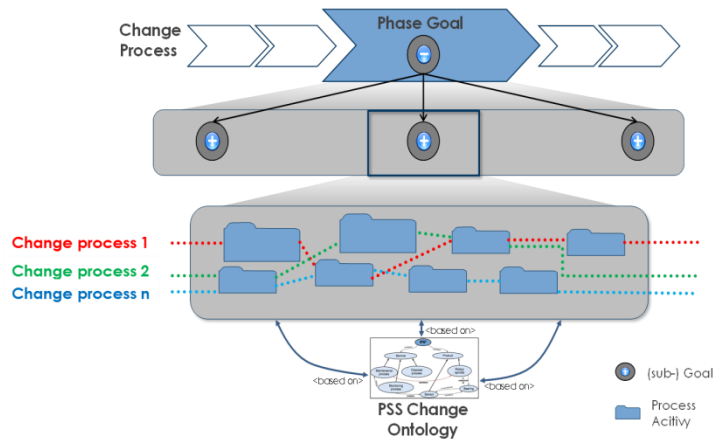 Change
Process
Phase Goal
Change process 1
Change process 2
Change process n
<based on>
<based on>
<based on>
PSS Change
Ontology
(sub-) Goal
Process
Acitivy